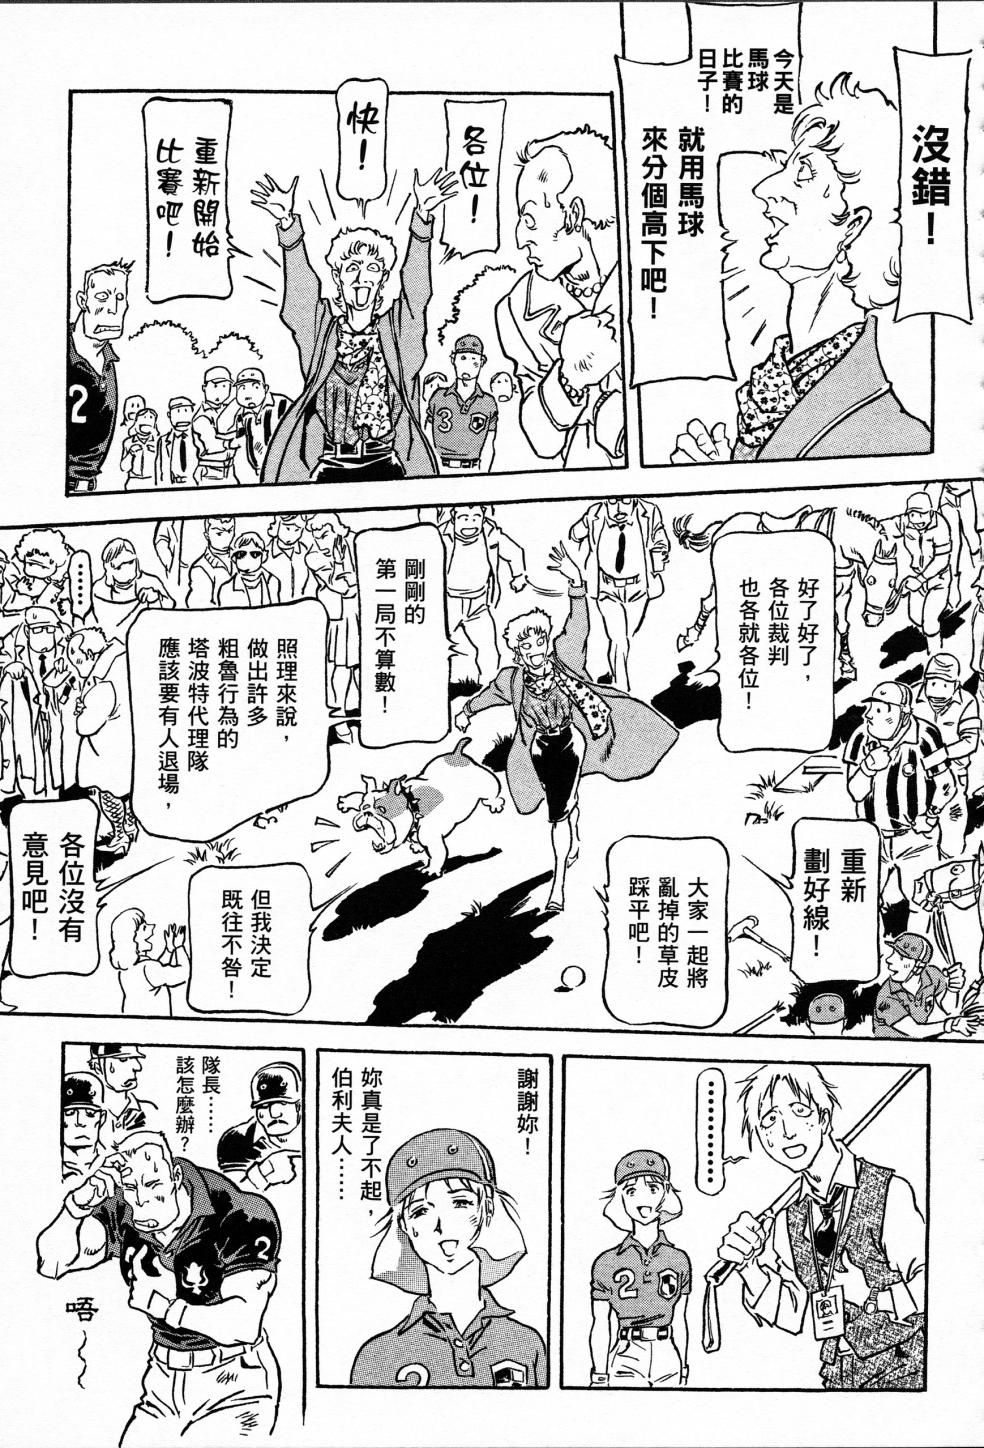 沒錯！
今天是
馬球
比賽的
日子！
就用馬球
來分個高下吧！
各位！
快！
重新開始
比賽吧！
2
3
好了好了，
各位裁判
也各就各位！
剛剛的
第一局不算數！
照理來說，
做出許多
粗魯行為的
塔波特代理隊
應該要有人退場，
……
重新
劃好線！
大家一起將
亂掉的草皮
踩平吧！
但我決定
既往不咎！
各位沒有
意見吧！
………
2
謝謝妳！
妳真是了不起，
伯利夫人……
2
隊長……
該怎麼辦？
唔
2